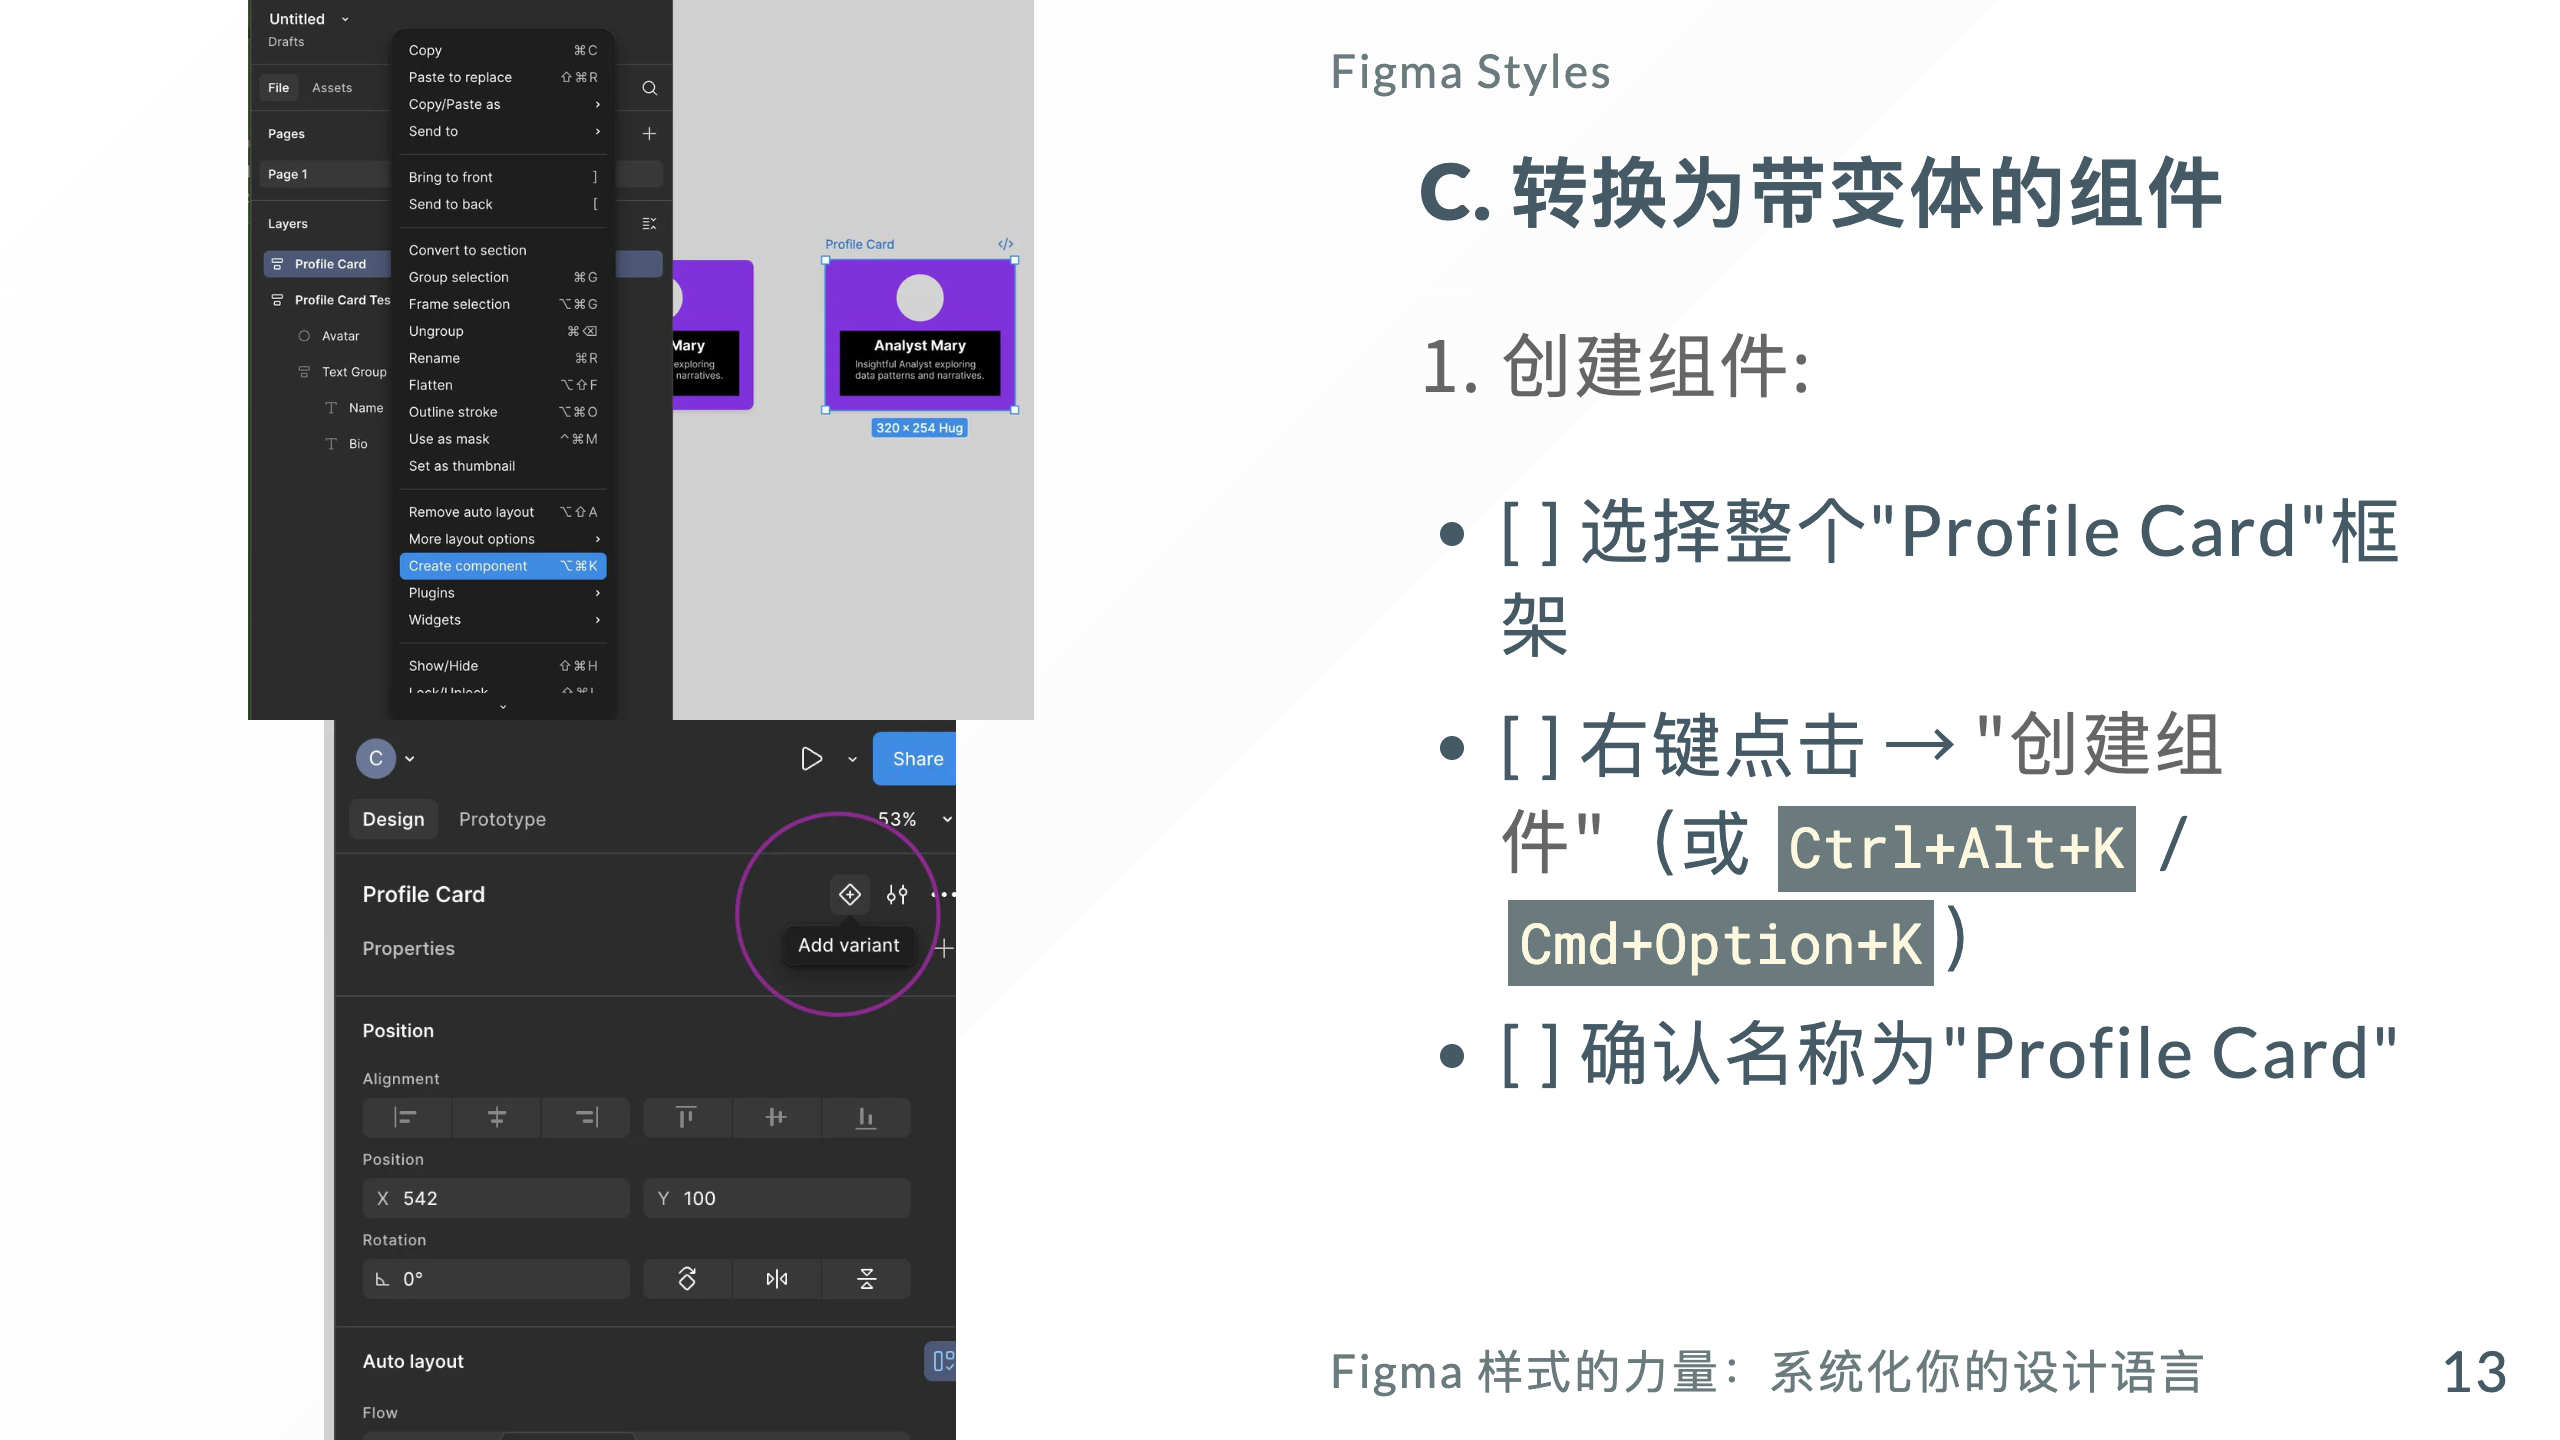 Untitled
Drafts
File Assets
Pages
Page 1
Layers
Profile Card
Profile Card Tes
Avatar
Text Group
Name
Bio
Copy ⌘C
Paste to replace ⇧⌘R
Copy/Paste as
Send to
Bring to front ]
Send to back [
Convert to section
Group selection ⌘G
Frame selection ⌥⌘G
Ungroup ⌘⌫
Rename ⌘R
Flatten ⌥⇧F
Outline stroke ⌥⌘O
Use as mask ^⌘M
Set as thumbnail
Remove auto layout ⌥⇧A
More layout options
Create component ⌥⌘K
Plugins
Widgets
Show/Hide ⇧⌘H
Lock/Unlock ⇧⌘L
Mary
exploring
narratives.
Profile Card
Analyst Mary
Insightful Analyst exploring
data patterns and narratives.
320 × 254 Hug
C
Share
Design Prototype 53%
Profile Card
Add variant
Properties
Position
Alignment
Position
X 542 Y 100
Rotation
0°
Auto layout
Flow
Figma Styles
C. 转换为带变体的组件
1. 创建组件:
• [ ] 选择整个"Profile Card"框
架
• [ ] 右键点击 → "创建组
件"（或 Ctrl+Alt+K /
Cmd+Option+K）
• [ ] 确认名称为"Profile Card"
Figma 样式的力量：系统化你的设计语言
13